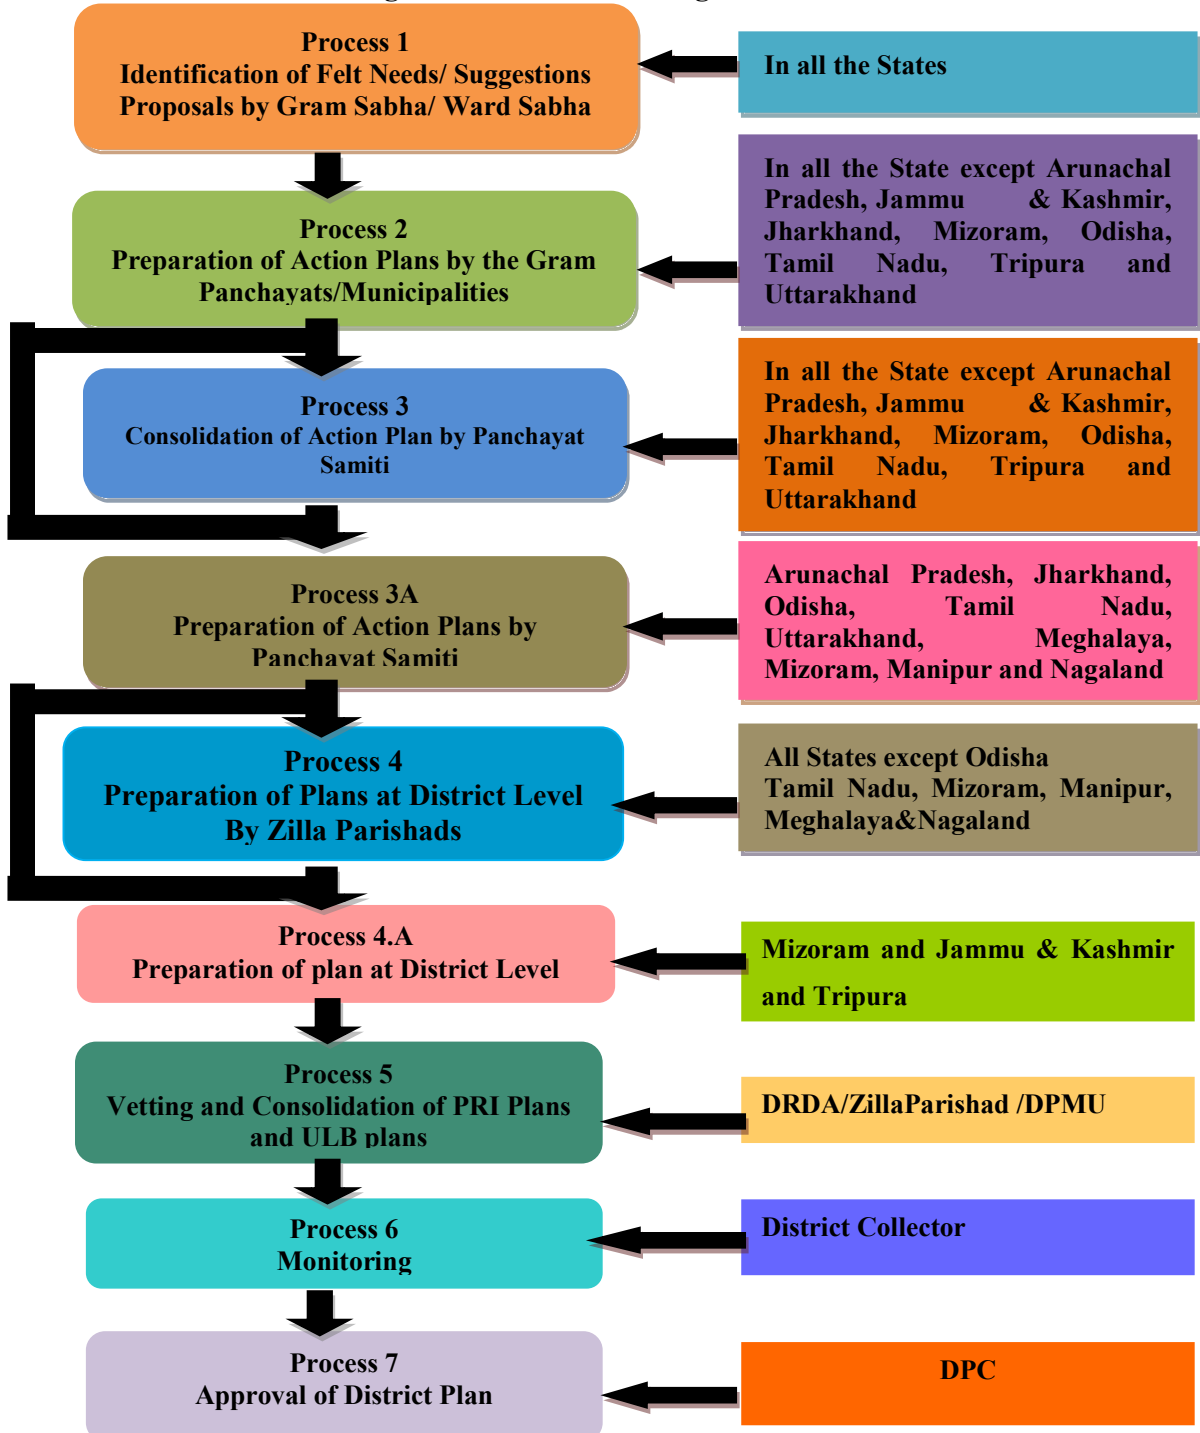 Process 1
Identification of Felt Needs/ Suggestions
Proposals by Gram Sabha/ Ward Sabha
In all the States
Process 2
Preparation of Action Plans by the Gram
Panchayats/Municipalities
In all the State except Arunachal
Pradesh, Jammu & Kashmir,
Jharkhand, Mizoram, Odisha,
Tamil Nadu, Tripura and
Uttarakhand
Process 3
Consolidation of Action Plan by Panchayat
Samiti
In all the State except Arunachal
Pradesh, Jammu & Kashmir,
Jharkhand, Mizoram, Odisha,
Tamil Nadu, Tripura and
Uttarakhand
Process 3A
Preparation of Action Plans by
Panchayat Samiti
Arunachal Pradesh, Jharkhand,
Odisha, Tamil Nadu,
Uttarakhand, Meghalaya,
Mizoram, Manipur and Nagaland
Process 4
Preparation of Plans at District Level
By Zilla Parishads
All States except Odisha
Tamil Nadu, Mizoram, Manipur,
Meghalaya&Nagaland
Process 4.A
Preparation of plan at District Level
Mizoram and Jammu & Kashmir
and Tripura
Process 5
Vetting and Consolidation of PRI Plans
and ULB plans
DRDA/ZillaParishad /DPMU
Process 6
Monitoring
District Collector
Process 7
Approval of District Plan
DPC